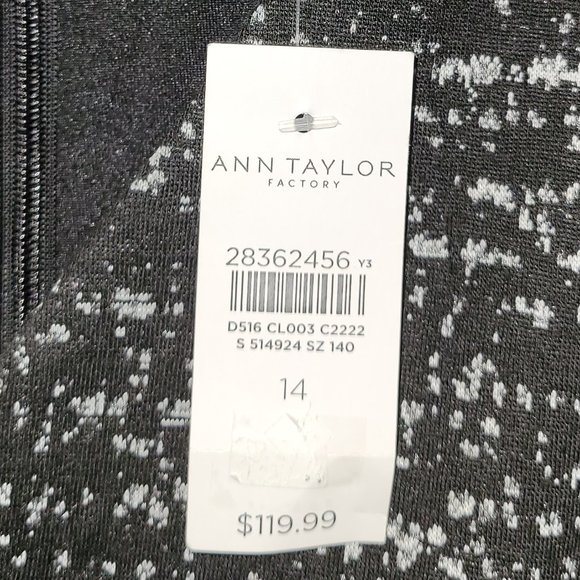 ANN TAYLOR
FACTORY
28362456 Y3
D516 CL003 C2222
S 514924 SZ 140
14
$119.99